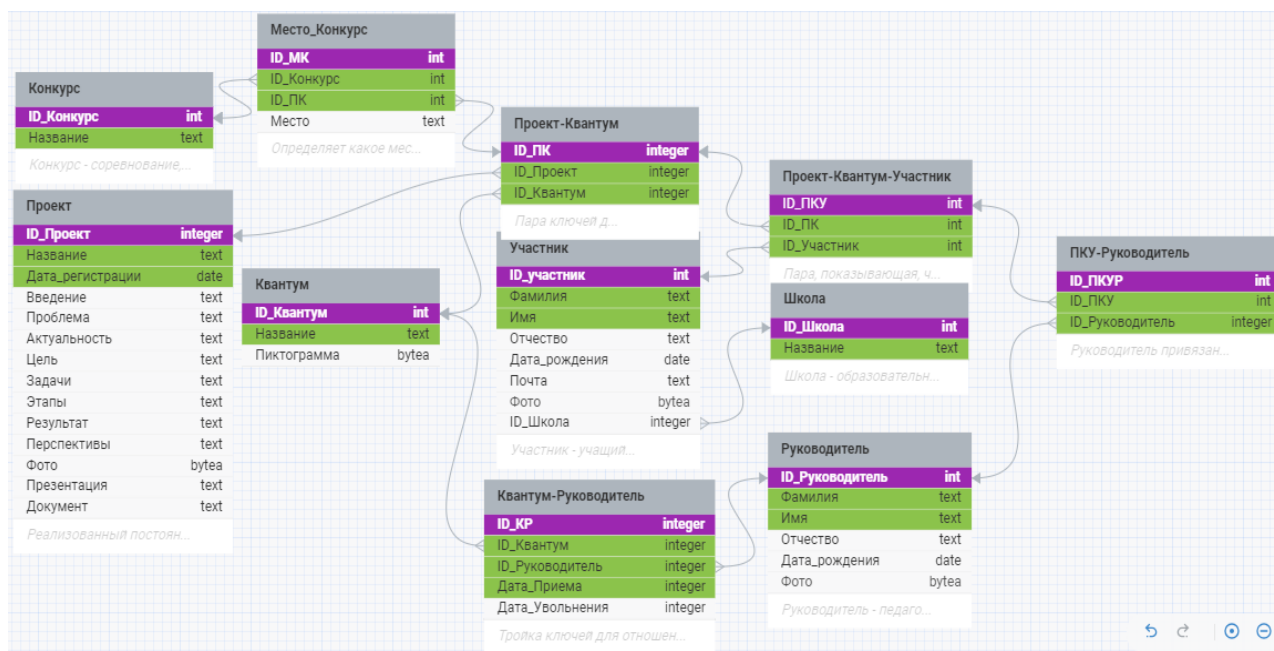 Место_Конкурс
ID_МК int
ID_Конкурс int
ID_ПК int
Место text
Определяет какое мес...
Конкурс
ID_Конкурс int
Название text
Конкурс - соревнование,...
Проект
ID_Проект integer
Название text
Дата_регистрации date
Введение text
Проблема text
Актуальность text
Цель text
Задачи text
Этапы text
Результат text
Перспективы text
Фото bytea
Презентация text
Документ text
Реализованный постоян...
Квантум
ID_Квантум int
Название text
Пиктограмма bytea
Проект-Квантум
ID_ПК integer
ID_Проект integer
ID_Квантум integer
Пара ключей д...
Участник
ID_участник int
Фамилия text
Имя text
Отчество text
Дата_рождения date
Почта text
Фото bytea
ID_Школа integer
Участник - учащий...
Квантум-Руководитель
ID_КР integer
ID_Квантум integer
ID_Руководитель integer
Дата_Приема integer
Дата_Увольнения integer
Тройка ключей для отношен...
Проект-Квантум-Участник
ID_ПКУ int
ID_ПК int
ID_Участник int
Пара, показывающая, ч...
Школа
ID_Школа int
Название text
Школа - образовательн...
Руководитель
ID_Руководитель int
Фамилия text
Имя text
Отчество text
Дата_рождения date
Фото bytea
Руководитель - педаго...
ПКУ-Руководитель
ID_ПКУР int
ID_ПКУ int
ID_Руководитель integer
Руководитель привязан...